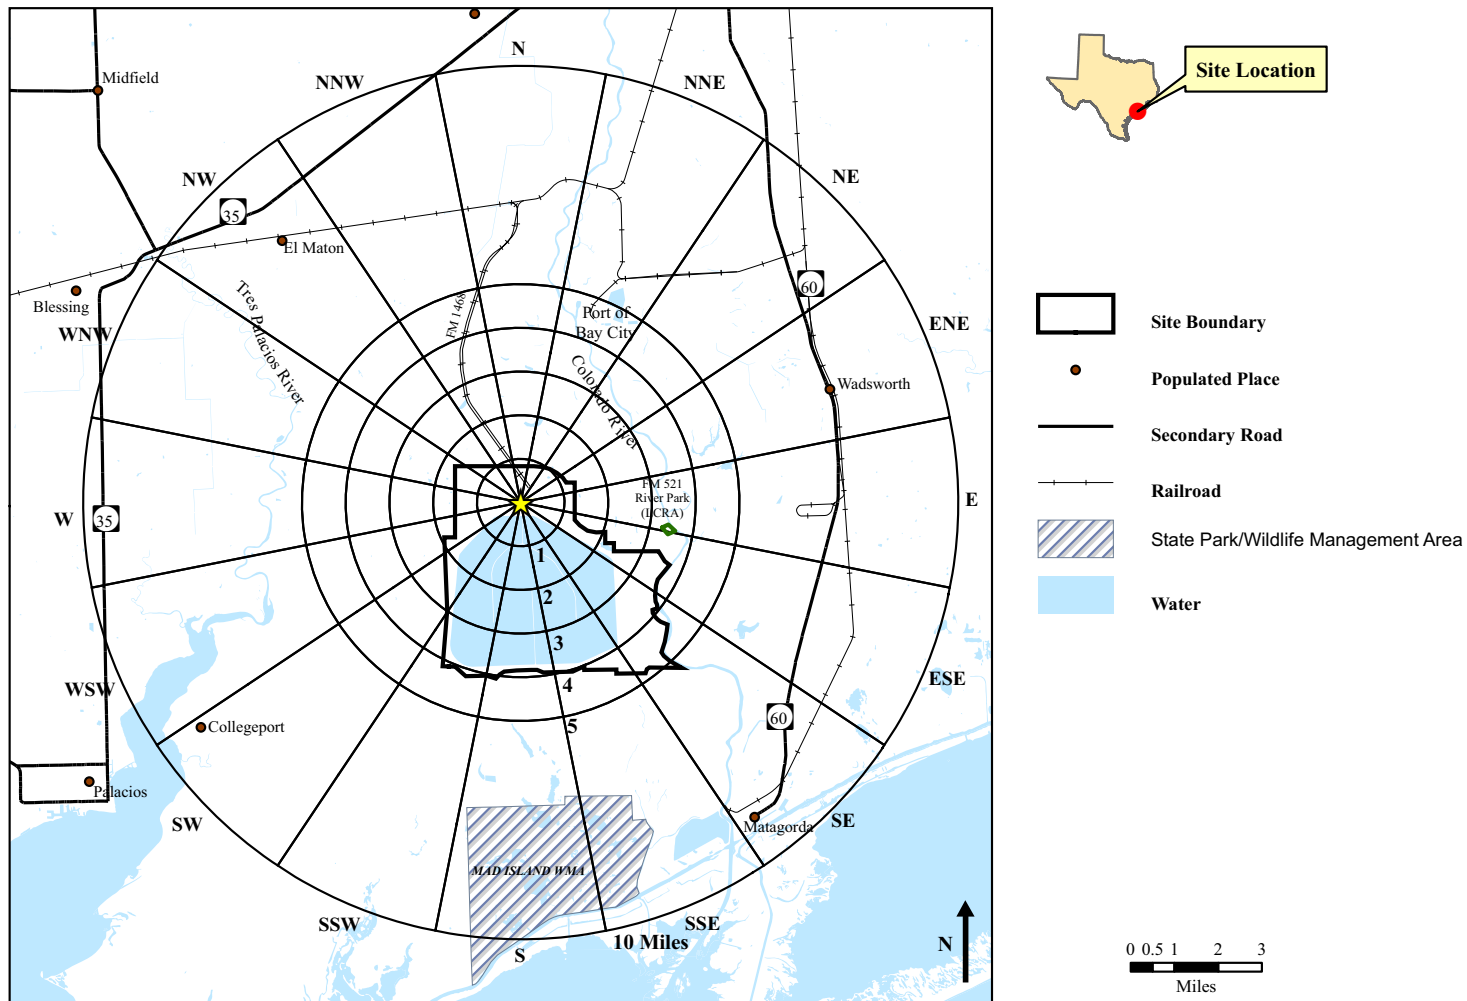 N
NNW
NNE
Midfield
Site Location
NW
NE
35
El Maton
60
Blessing
Tres Palacios River
FM 1468
Port of
Bay City
WNW
ENE
Site Boundary
Colorado River
Wadsworth
Populated Place
Secondary Road
FM 521
River Park
(LCRA)
Railroad
W
35
E
State Park/Wildlife Management Area
1
2
Water
3
4
5
WSW
ESE
Collegeport
60
Palacios
SW
Matagorda
SE
MAD ISLAND WMA
SSW
SSE
S
10 Miles
N
0 0.5 1 2 3
Miles